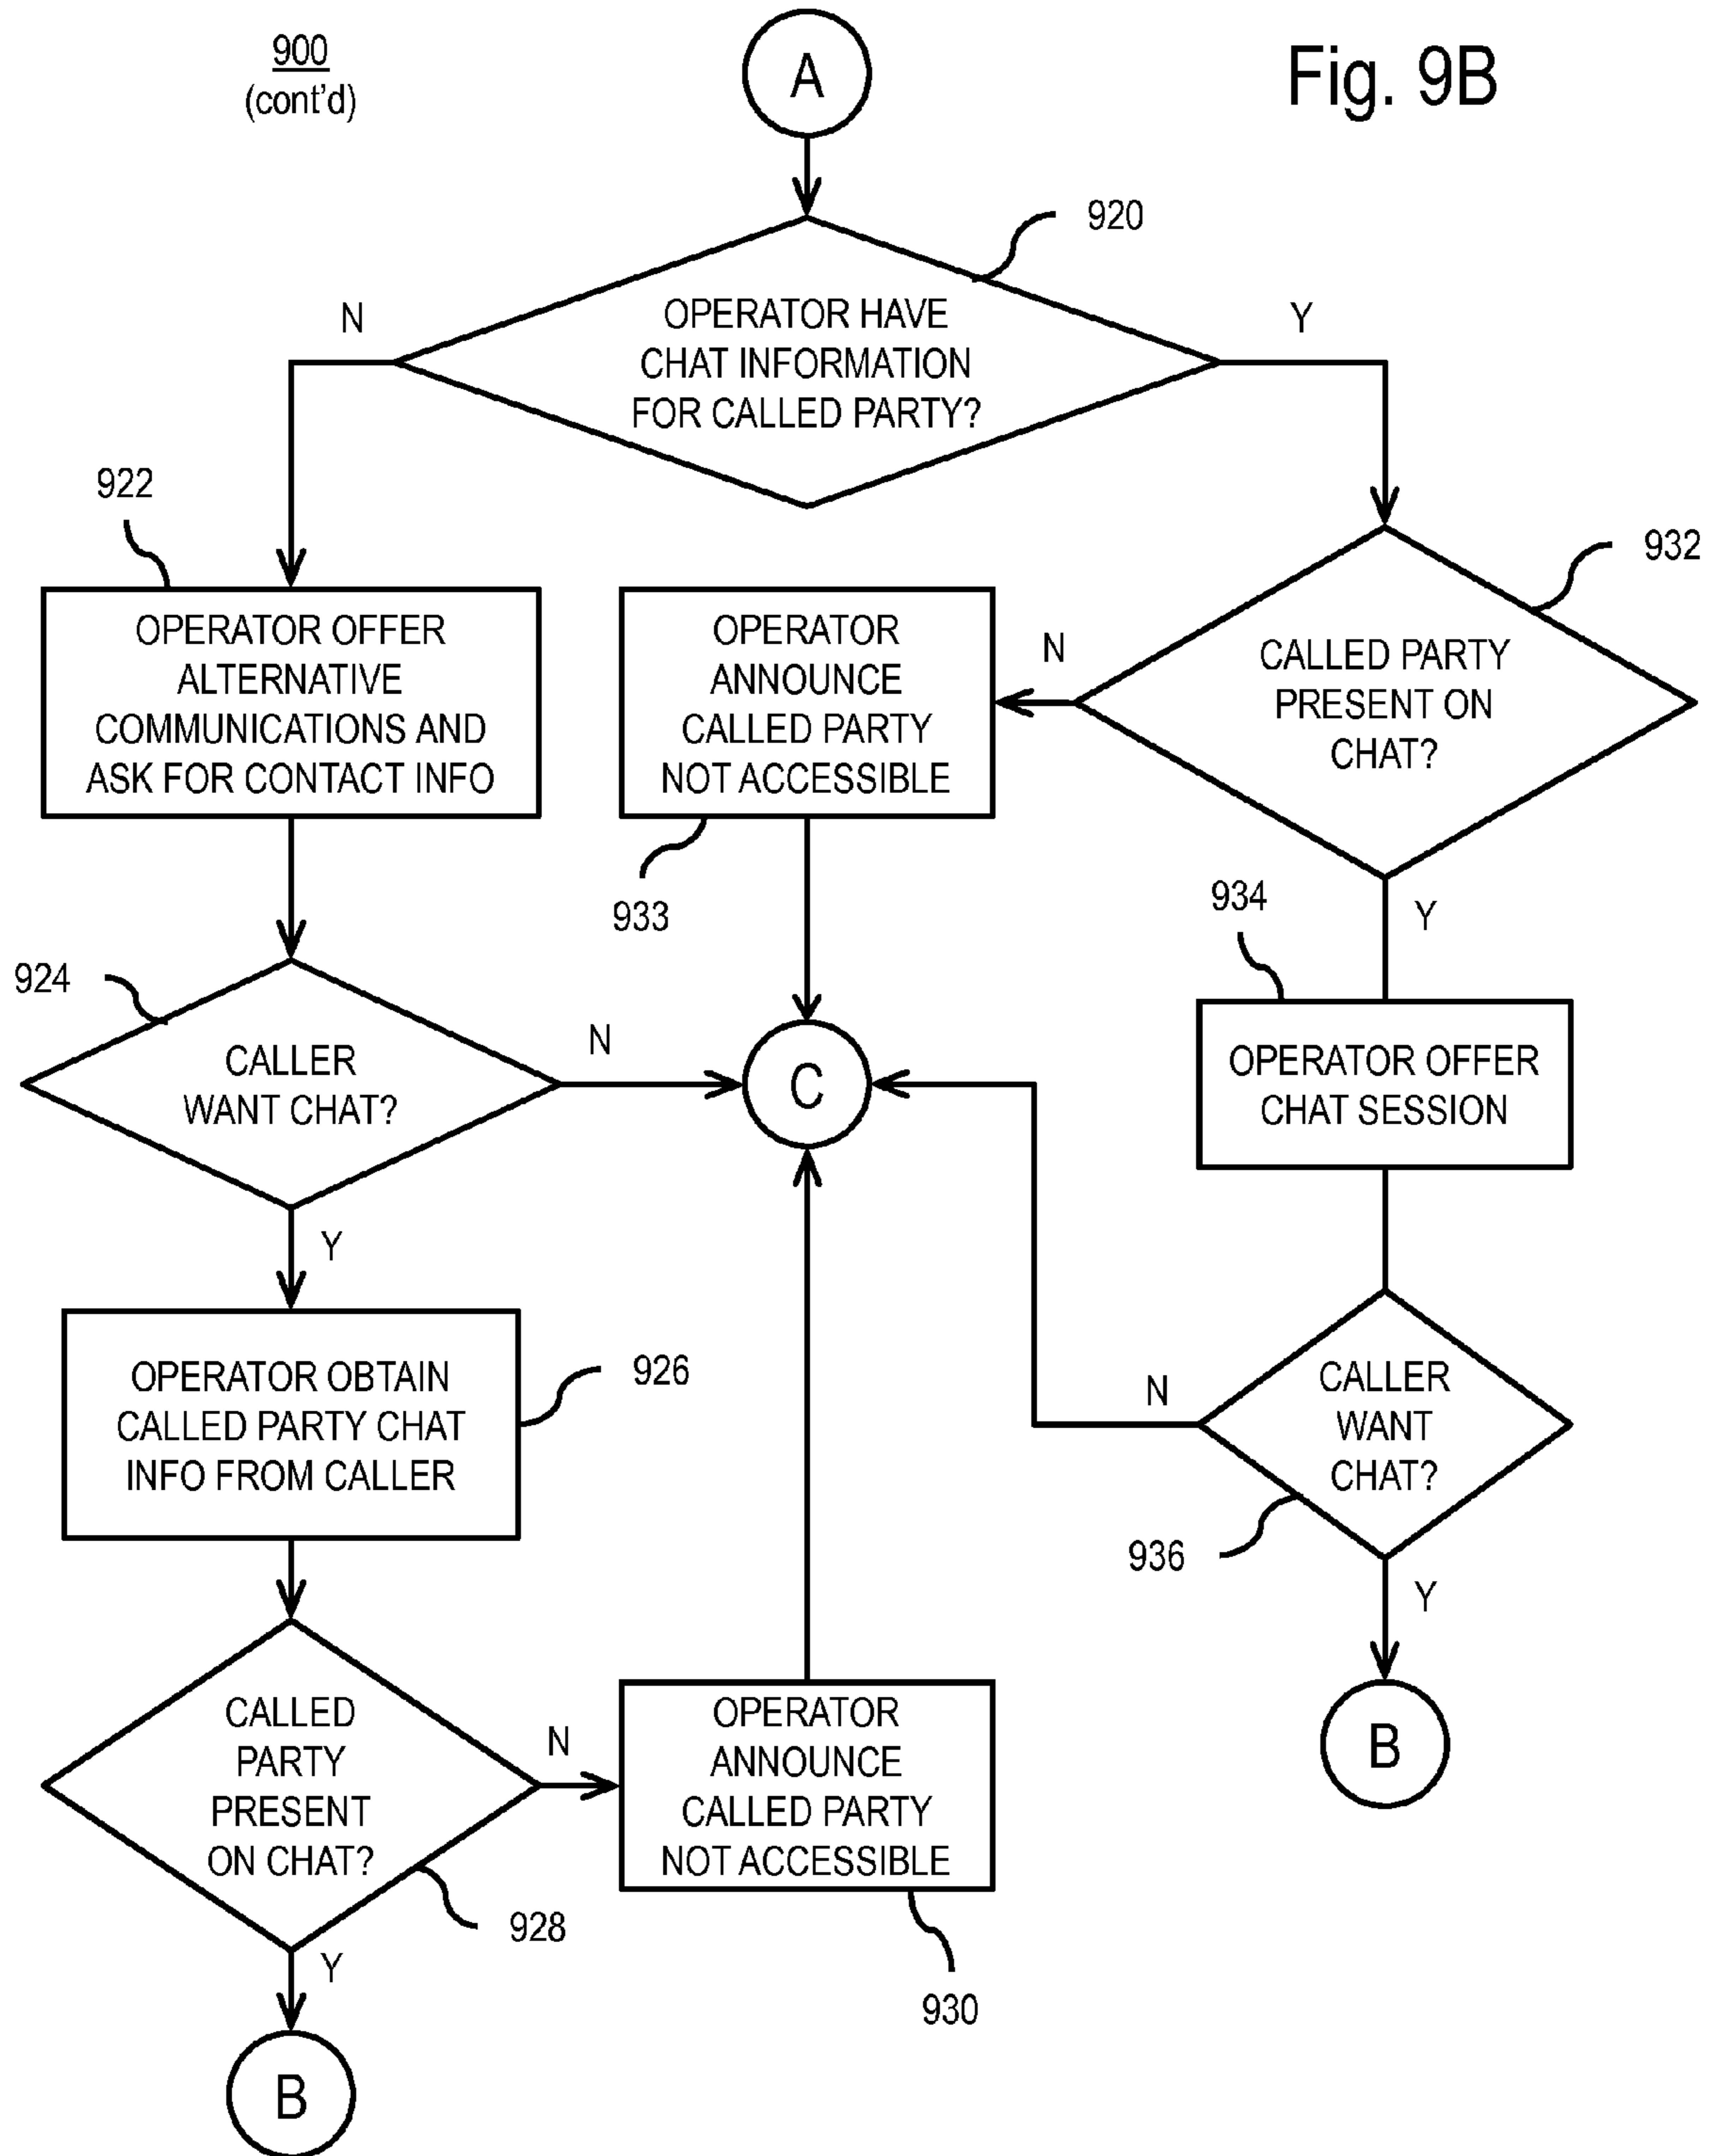 900
(cont'd)
Fig. 9B
A
920
OPERATOR HAVE
CHAT INFORMATION
FOR CALLED PARTY?
N
Y
922
OPERATOR OFFER
ALTERNATIVE
COMMUNICATIONS AND
ASK FOR CONTACT INFO
OPERATOR
ANNOUNCE
CALLED PARTY
NOT ACCESSIBLE
933
N
932
CALLED PARTY
PRESENT ON
CHAT?
Y
934
OPERATOR OFFER
CHAT SESSION
924
CALLER
WANT CHAT?
N
C
Y
926
OPERATOR OBTAIN
CALLED PARTY CHAT
INFO FROM CALLER
N
CALLER
WANT
CHAT?
936
Y
B
CALLED
PARTY
PRESENT
ON CHAT?
N
928
OPERATOR
ANNOUNCE
CALLED PARTY
NOT ACCESSIBLE
930
Y
B